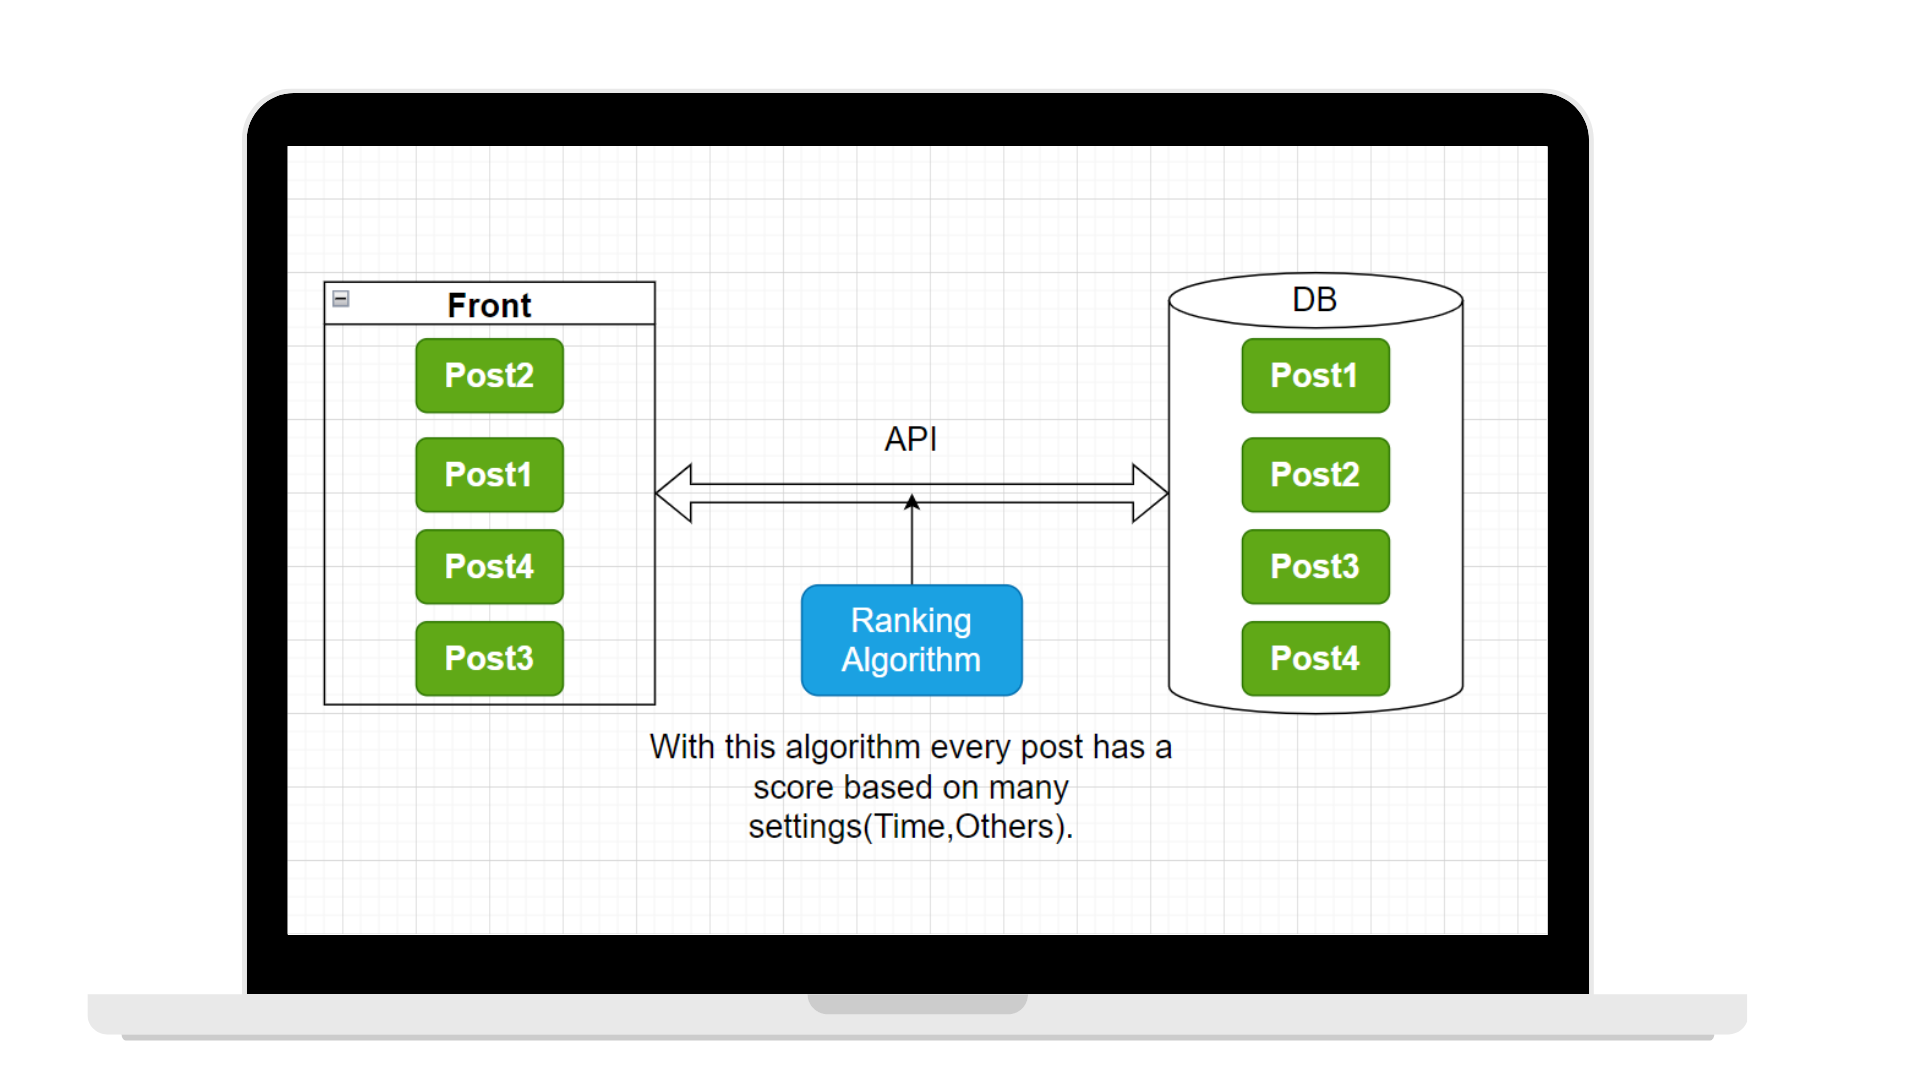 Front
Post2
Post1
Post4
Post3
API
Ranking
Algorithm
With this algorithm every post has a
score based on many
settings(Time,Others).
DB
Post1
Post2
Post3
Post4